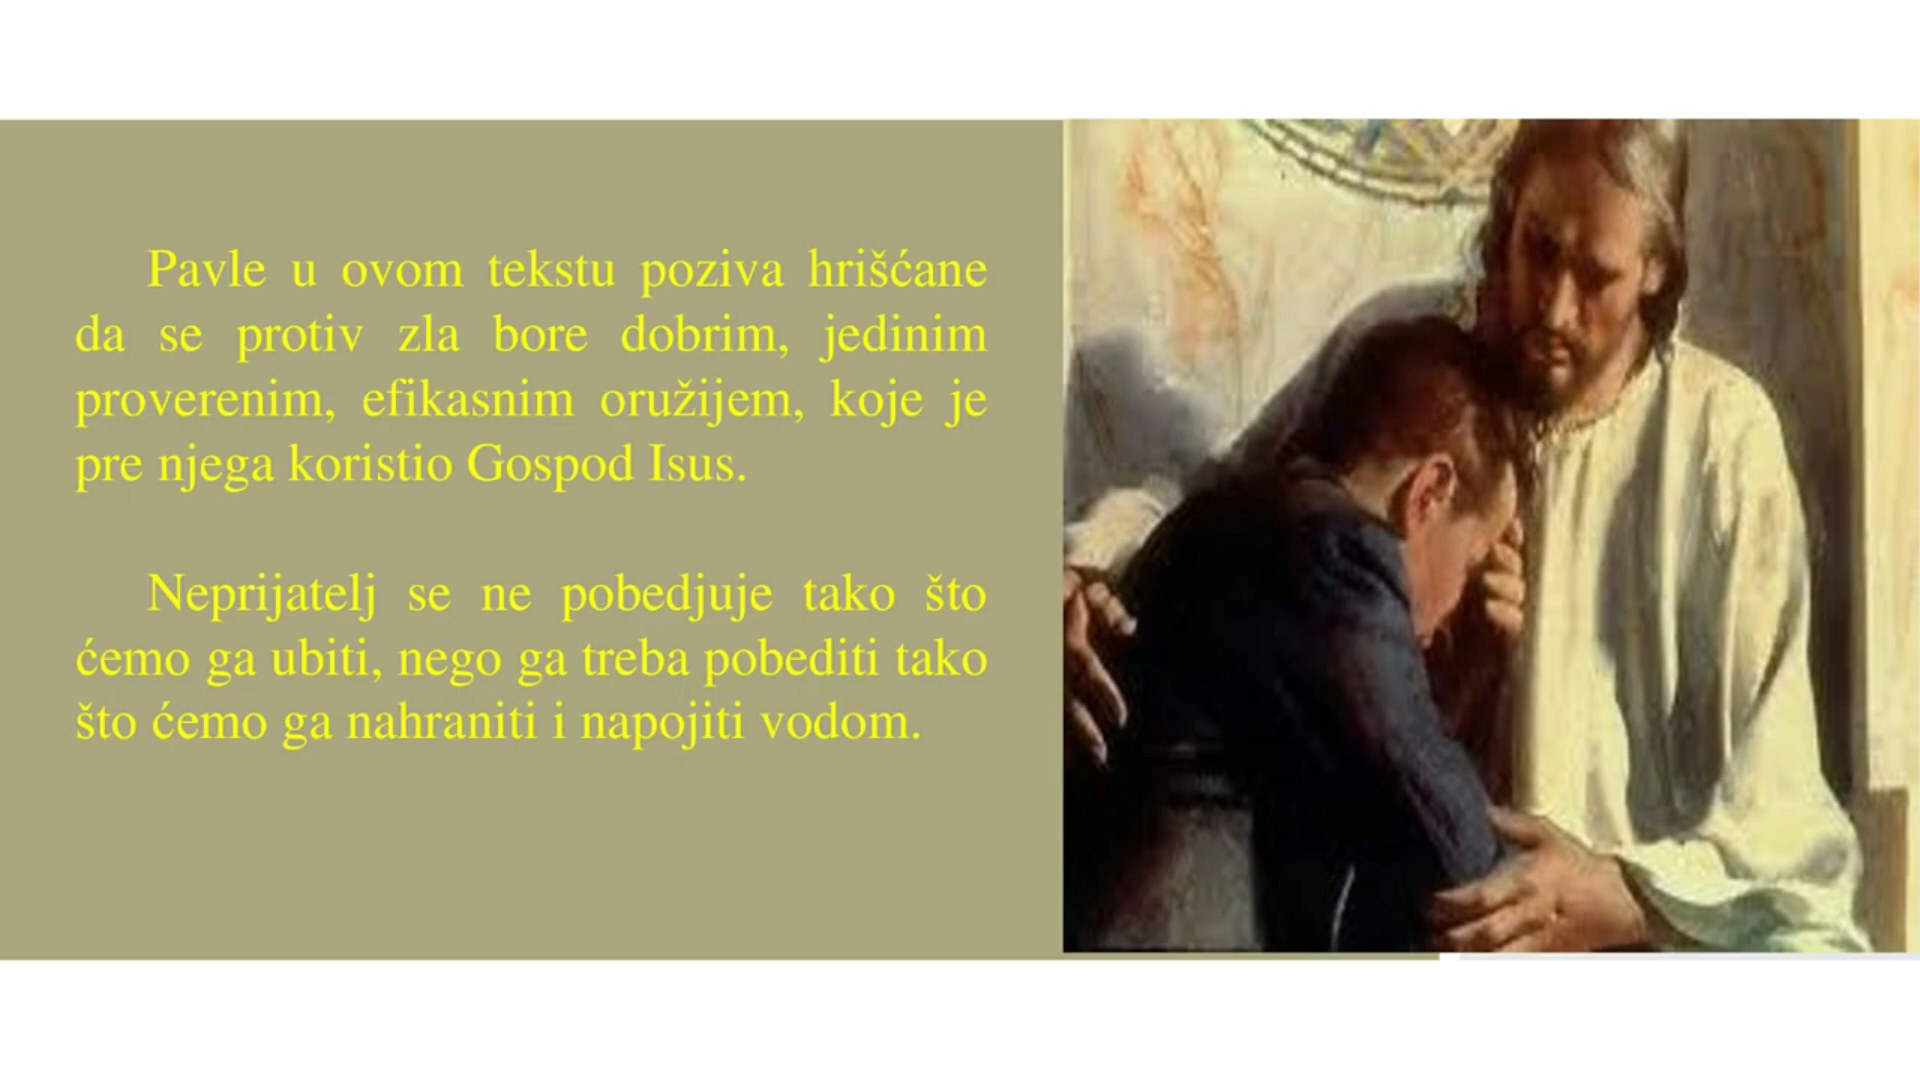 Pavle u ovom tekstu poziva hrišćane
da se protiv zla bore dobrim, jedinim
proverenim, efikasnim oružijem, koje je
pre njega koristio Gospod Isus.
Neprijatelj se ne pobedjuje tako što
ćemo ga ubiti, nego ga treba pobediti tako
što ćemo ga nahraniti i napojiti vodom.